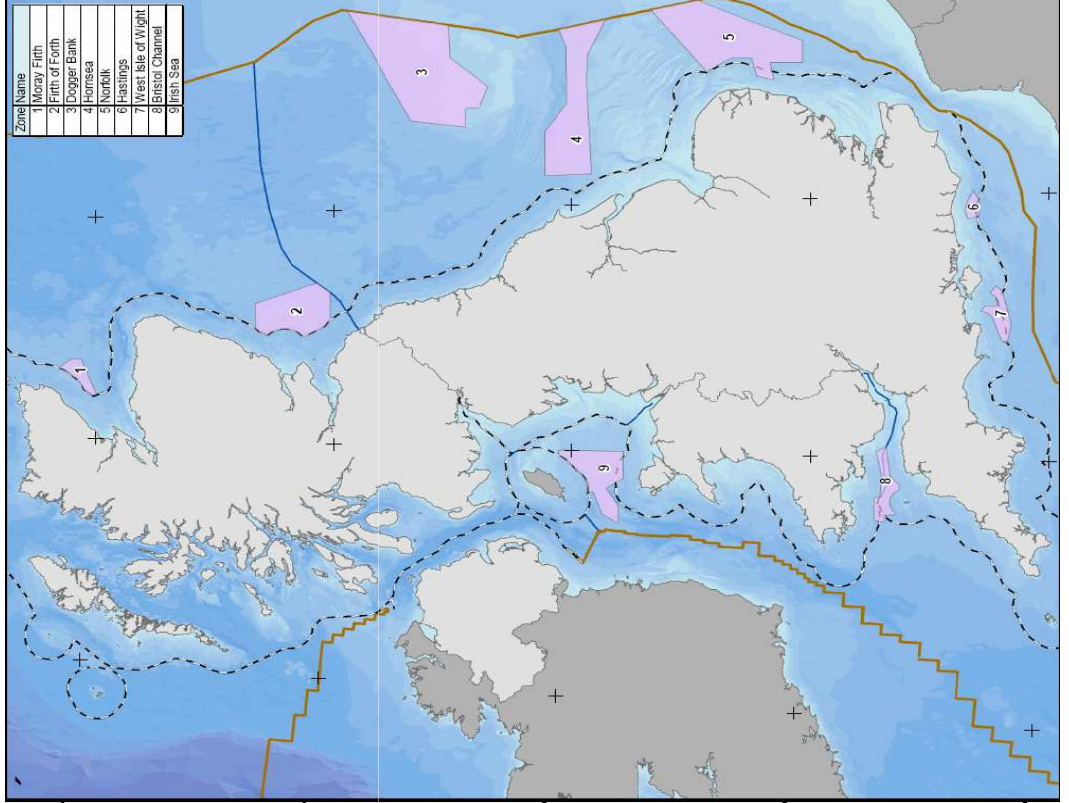 Zone Name
1 Moray Firth
2 Firth of Forth
3 Dogger Bank
4 Hornsea
5 Norfolk
6 Hastings
7 West Isle of Wight
8 Bristol Channel
9 Irish Sea
1
2
3
4
5
6
7
8
9